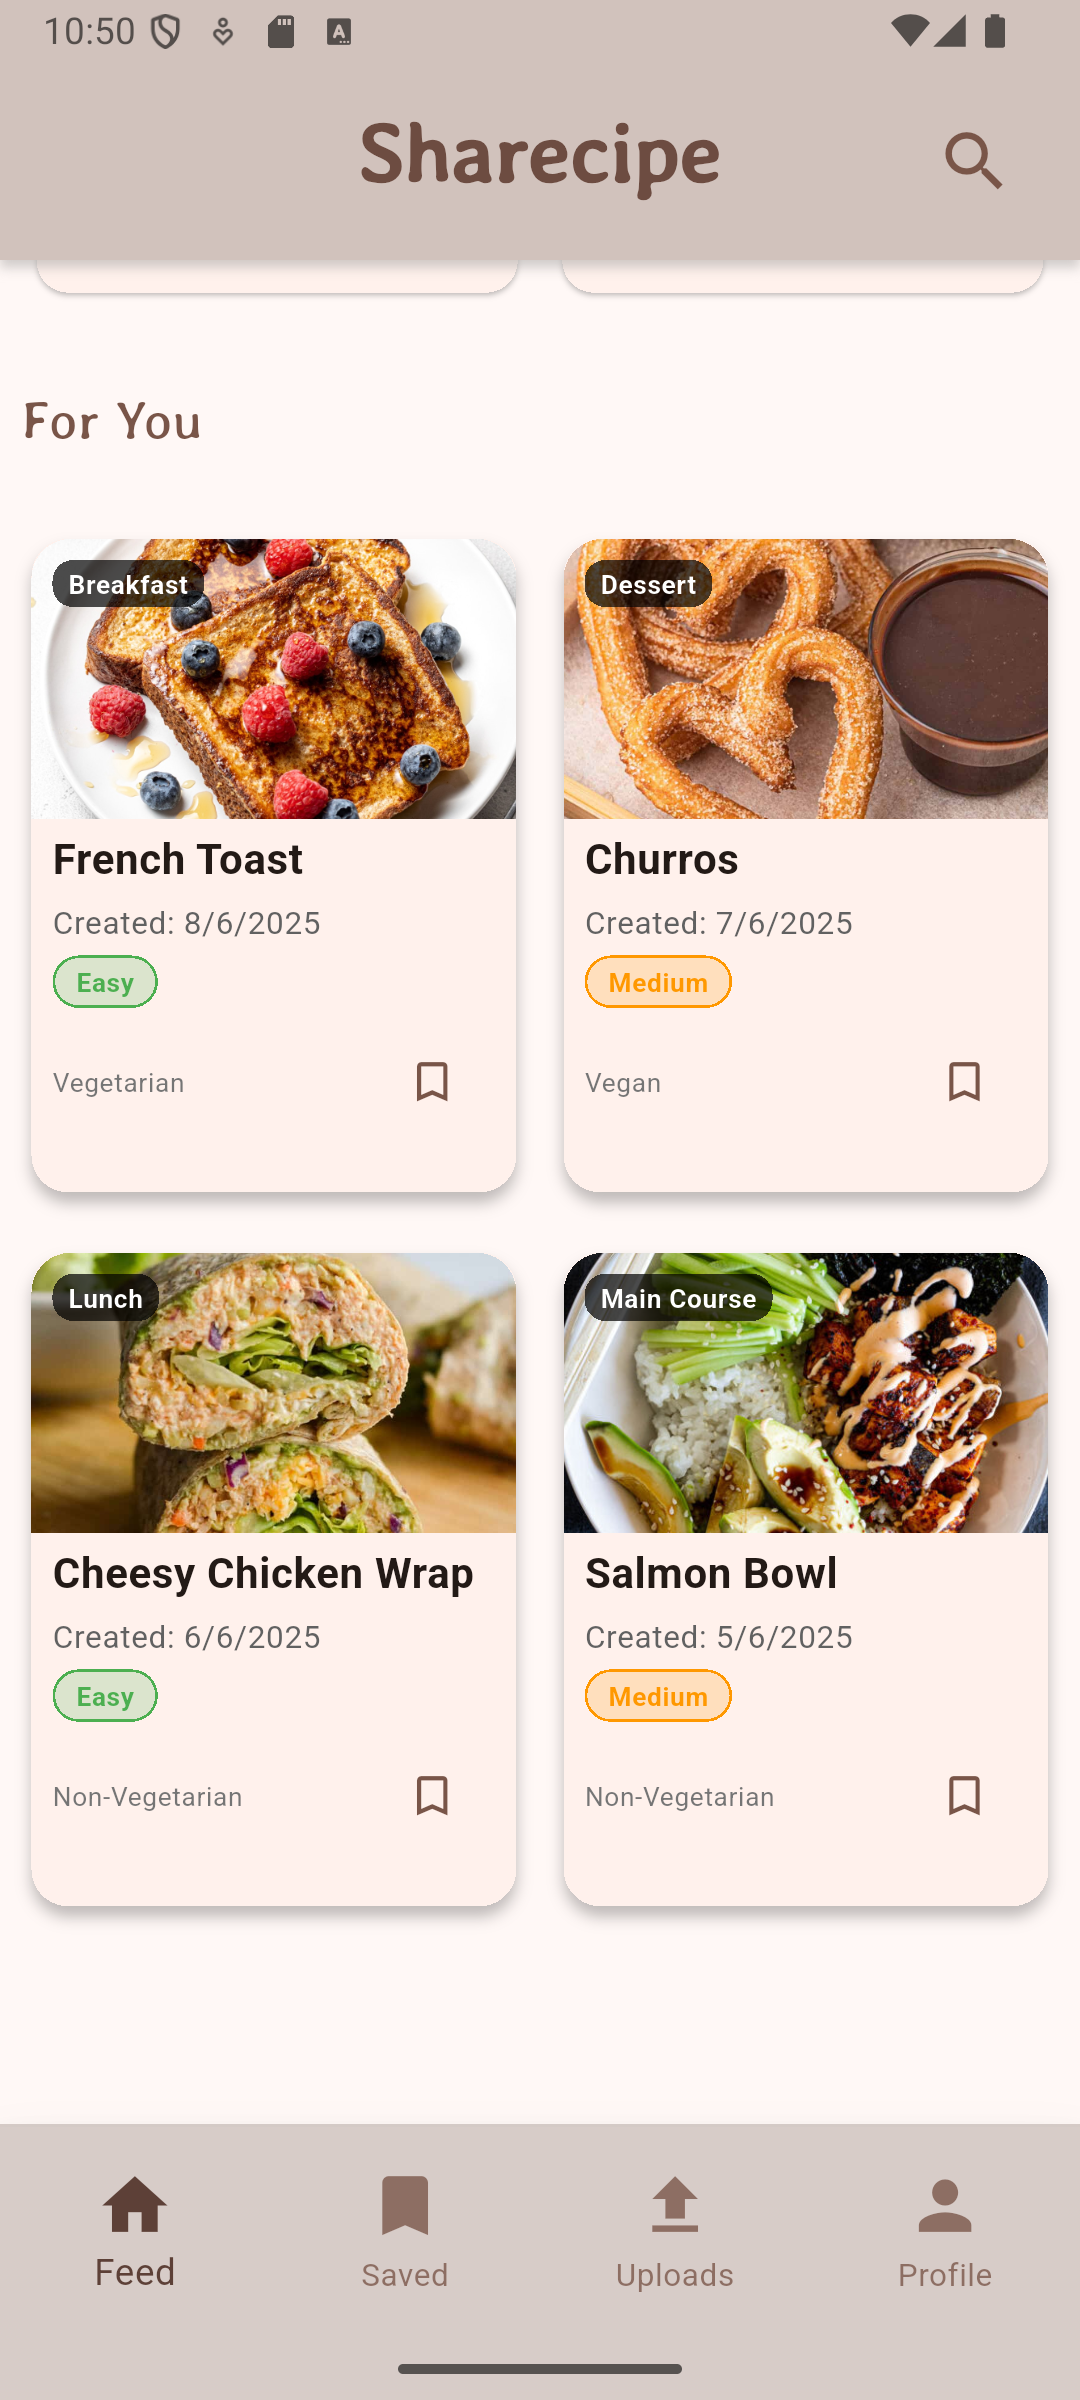 10:50
Sharecipe
For You
Breakfast
French Toast
Created: 8/6/2025
Easy
Vegetarian
Dessert
Churros
Created: 7/6/2025
Medium
Vegan
Lunch
Cheesy Chicken Wrap
Created: 6/6/2025
Easy
Non-Vegetarian
Main Course
Salmon Bowl
Created: 5/6/2025
Medium
Non-Vegetarian
Feed
Saved
Uploads
Profile